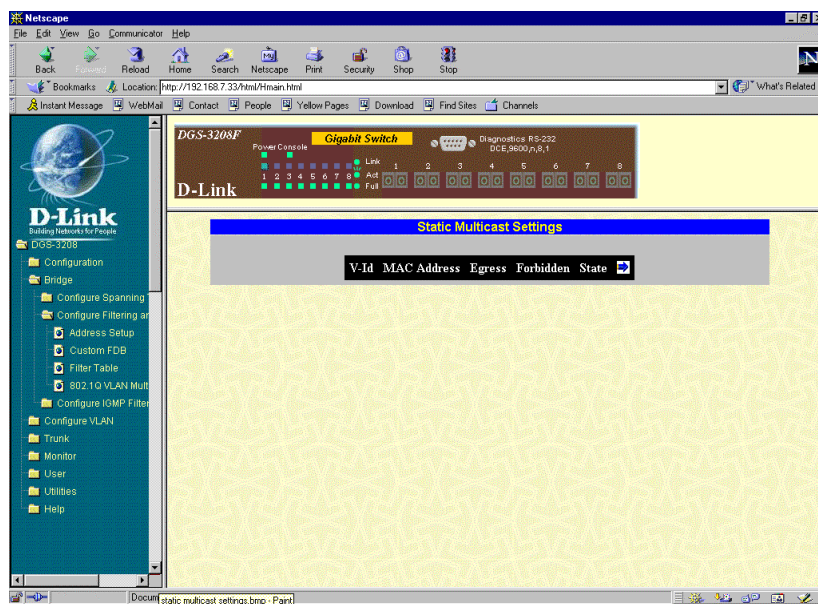 Netscape
File Edit View Go Communicator Help
Back Forward Reload Home Search Netscape Print Security Shop Stop
Bookmarks Location: http://192.168.7.33/html/Hmain.html What's Related
Instant Message WebMail Contact People Yellow Pages Download Find Sites Channels
D-Link
Building Networks for People
DGS-3208
Configuration
Bridge
Configure Spanning
Configure Filtering ar
Address Setup
Custom FDB
Filter Table
802.1Q VLAN Mult
Configure IGMP Filter
Configure VLAN
Trunk
Monitor
User
Utilities
Help
DGS-3208F
Gigabit Switch
Power Console
Diagnostics RS-232
DCE,9600,n,8,1
Link
Act
Full
1 2 3 4 5 6 7 8
1 2 3 4 5 6 7 8
D-Link
Static Multicast Settings
V-Id MAC Address Egress Forbidden State
Docum
static multicast settings.bmp - Paint